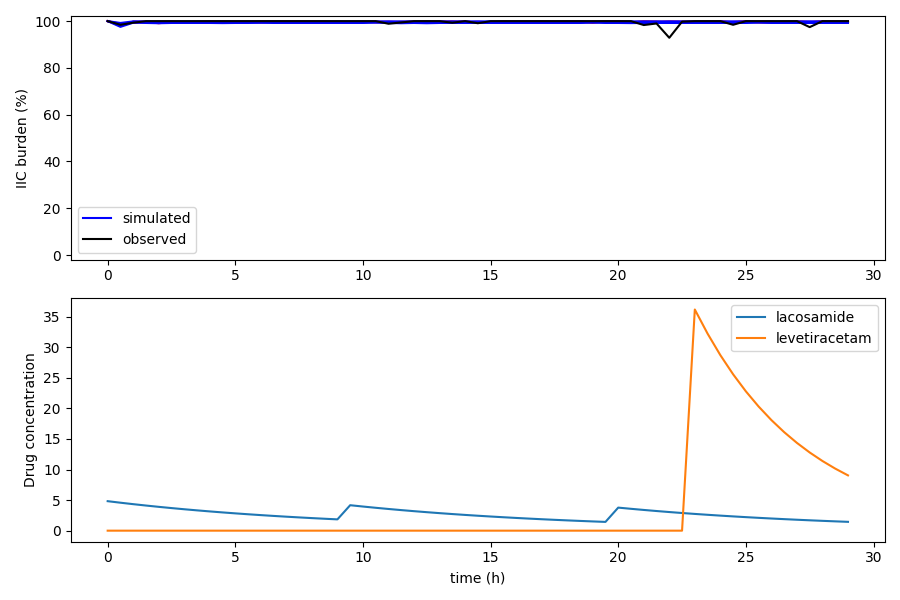 IIC burden (%)
100
80
60
40
20
0
simulated
observed
0 5 10 15 20 25 30
Drug concentration
35
30
25
20
15
10
5
0
lacosamide
levetiracetam
0 5 10 15 20 25 30
time (h)